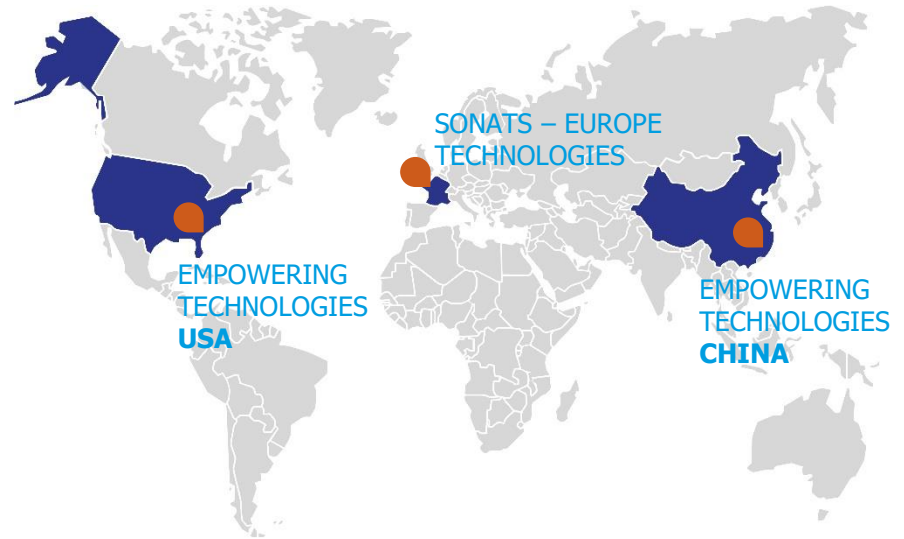 SONATS – EUROPE
TECHNOLOGIES
EMPOWERING
TECHNOLOGIES
USA
EMPOWERING
TECHNOLOGIES
CHINA